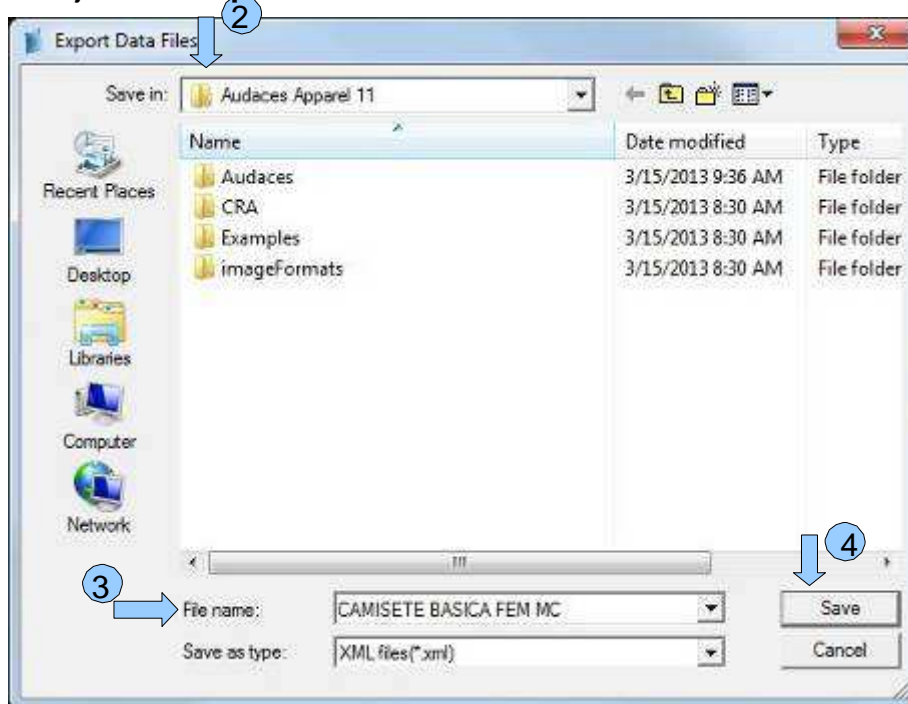 2
Export Data Files
Save in: Audaces Apparel 11
Name Date modified Type
Audaces 3/15/2013 9:36 AM File folder
CRA 3/15/2013 8:30 AM File folder
Examples 3/15/2013 8:30 AM File folder
imageFormats 3/15/2013 8:30 AM File folder
Recent Places
Desktop
Libraries
Computer
Network
4
3
File name: CAMISETE BASICA FEM MC Save
Save as type: XML files(*.xml) Cancel